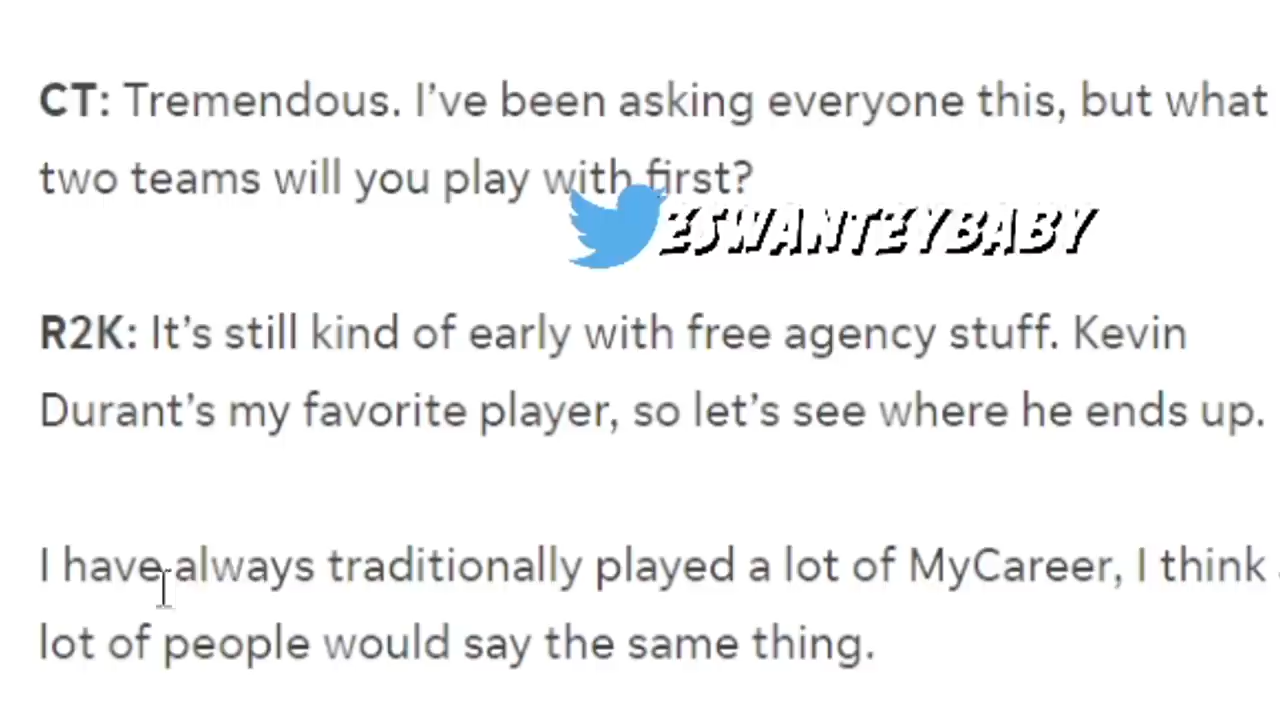 CT: Tremendous. I’ve been asking everyone this, but what
two teams will you play with first?
ESWANTEYBABY
R2K: It’s still kind of early with free agency stuff. Kevin
Durant’s my favorite player, so let’s see where he ends up.
I have always traditionally played a lot of MyCareer, I think
lot of people would say the same thing.